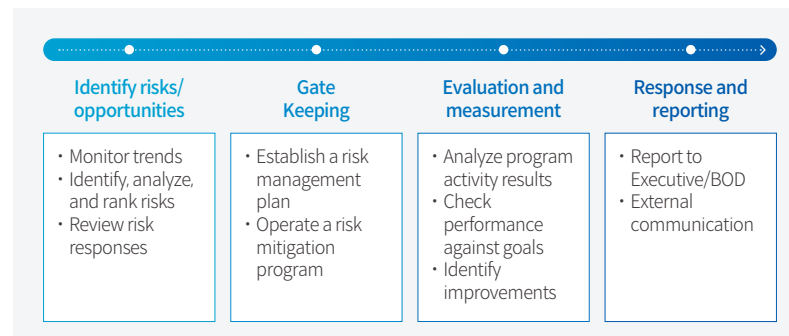 Identify risks/
opportunities
・Monitor trends
・Identify, analyze,
and rank risks
・Review risk
responses
Gate
Keeping
・Establish a risk
management
plan
・Operate a risk
mitigation
program
Evaluation and
measurement
・Analyze program
activity results
・Check
performance
against goals
・Identify
improvements
Response and
reporting
・Report to
Executive/BOD
・External
communication